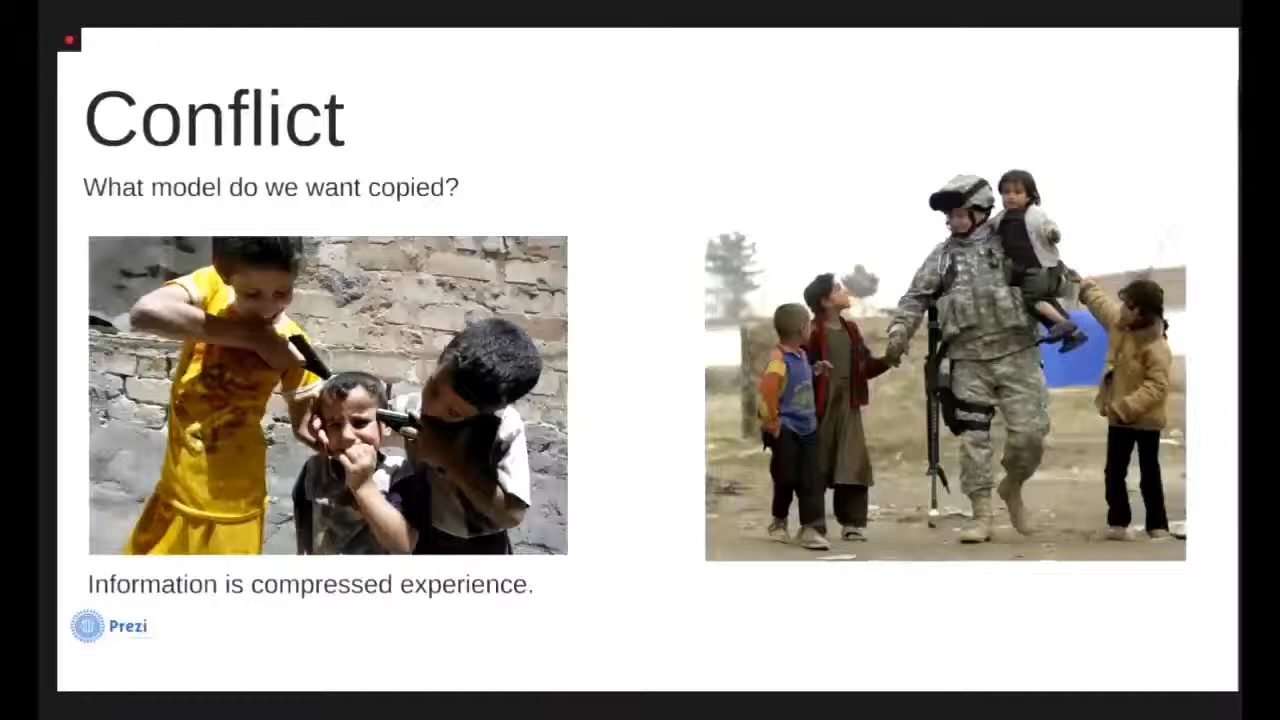 Conflict
What model do we want copied?
Information is compressed experience.
Prezi